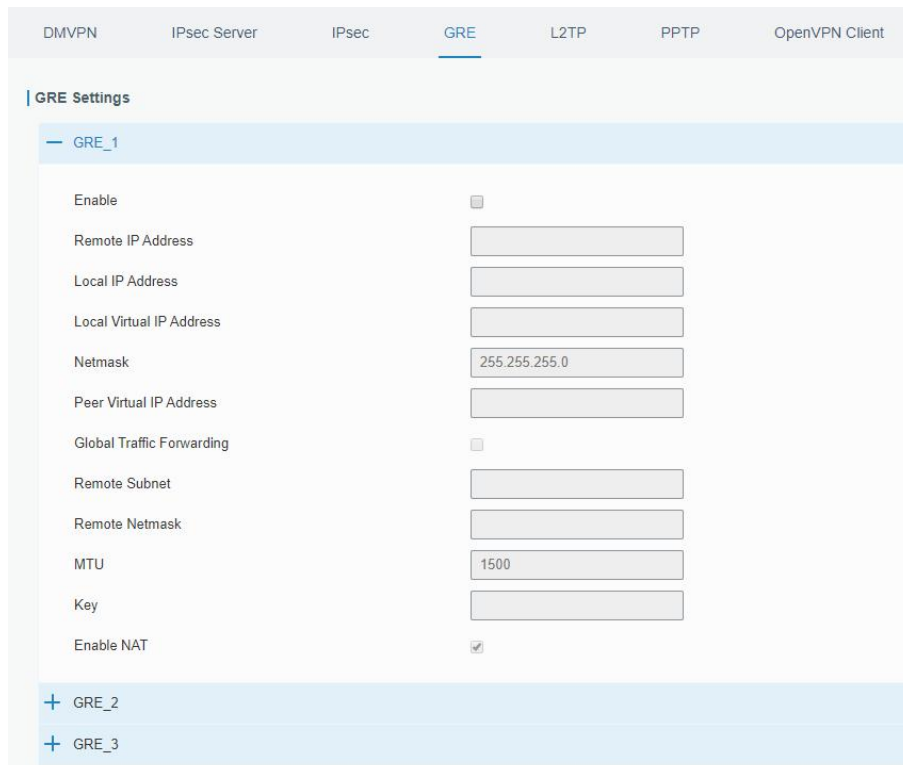 DMVPN IPsec Server IPsec GRE L2TP PPTP OpenVPN Client
GRE Settings
GRE_1
Enable
Remote IP Address
Local IP Address
Local Virtual IP Address
Netmask 255.255.255.0
Peer Virtual IP Address
Global Traffic Forwarding
Remote Subnet
Remote Netmask
MTU 1500
Key
Enable NAT
GRE_2
GRE_3